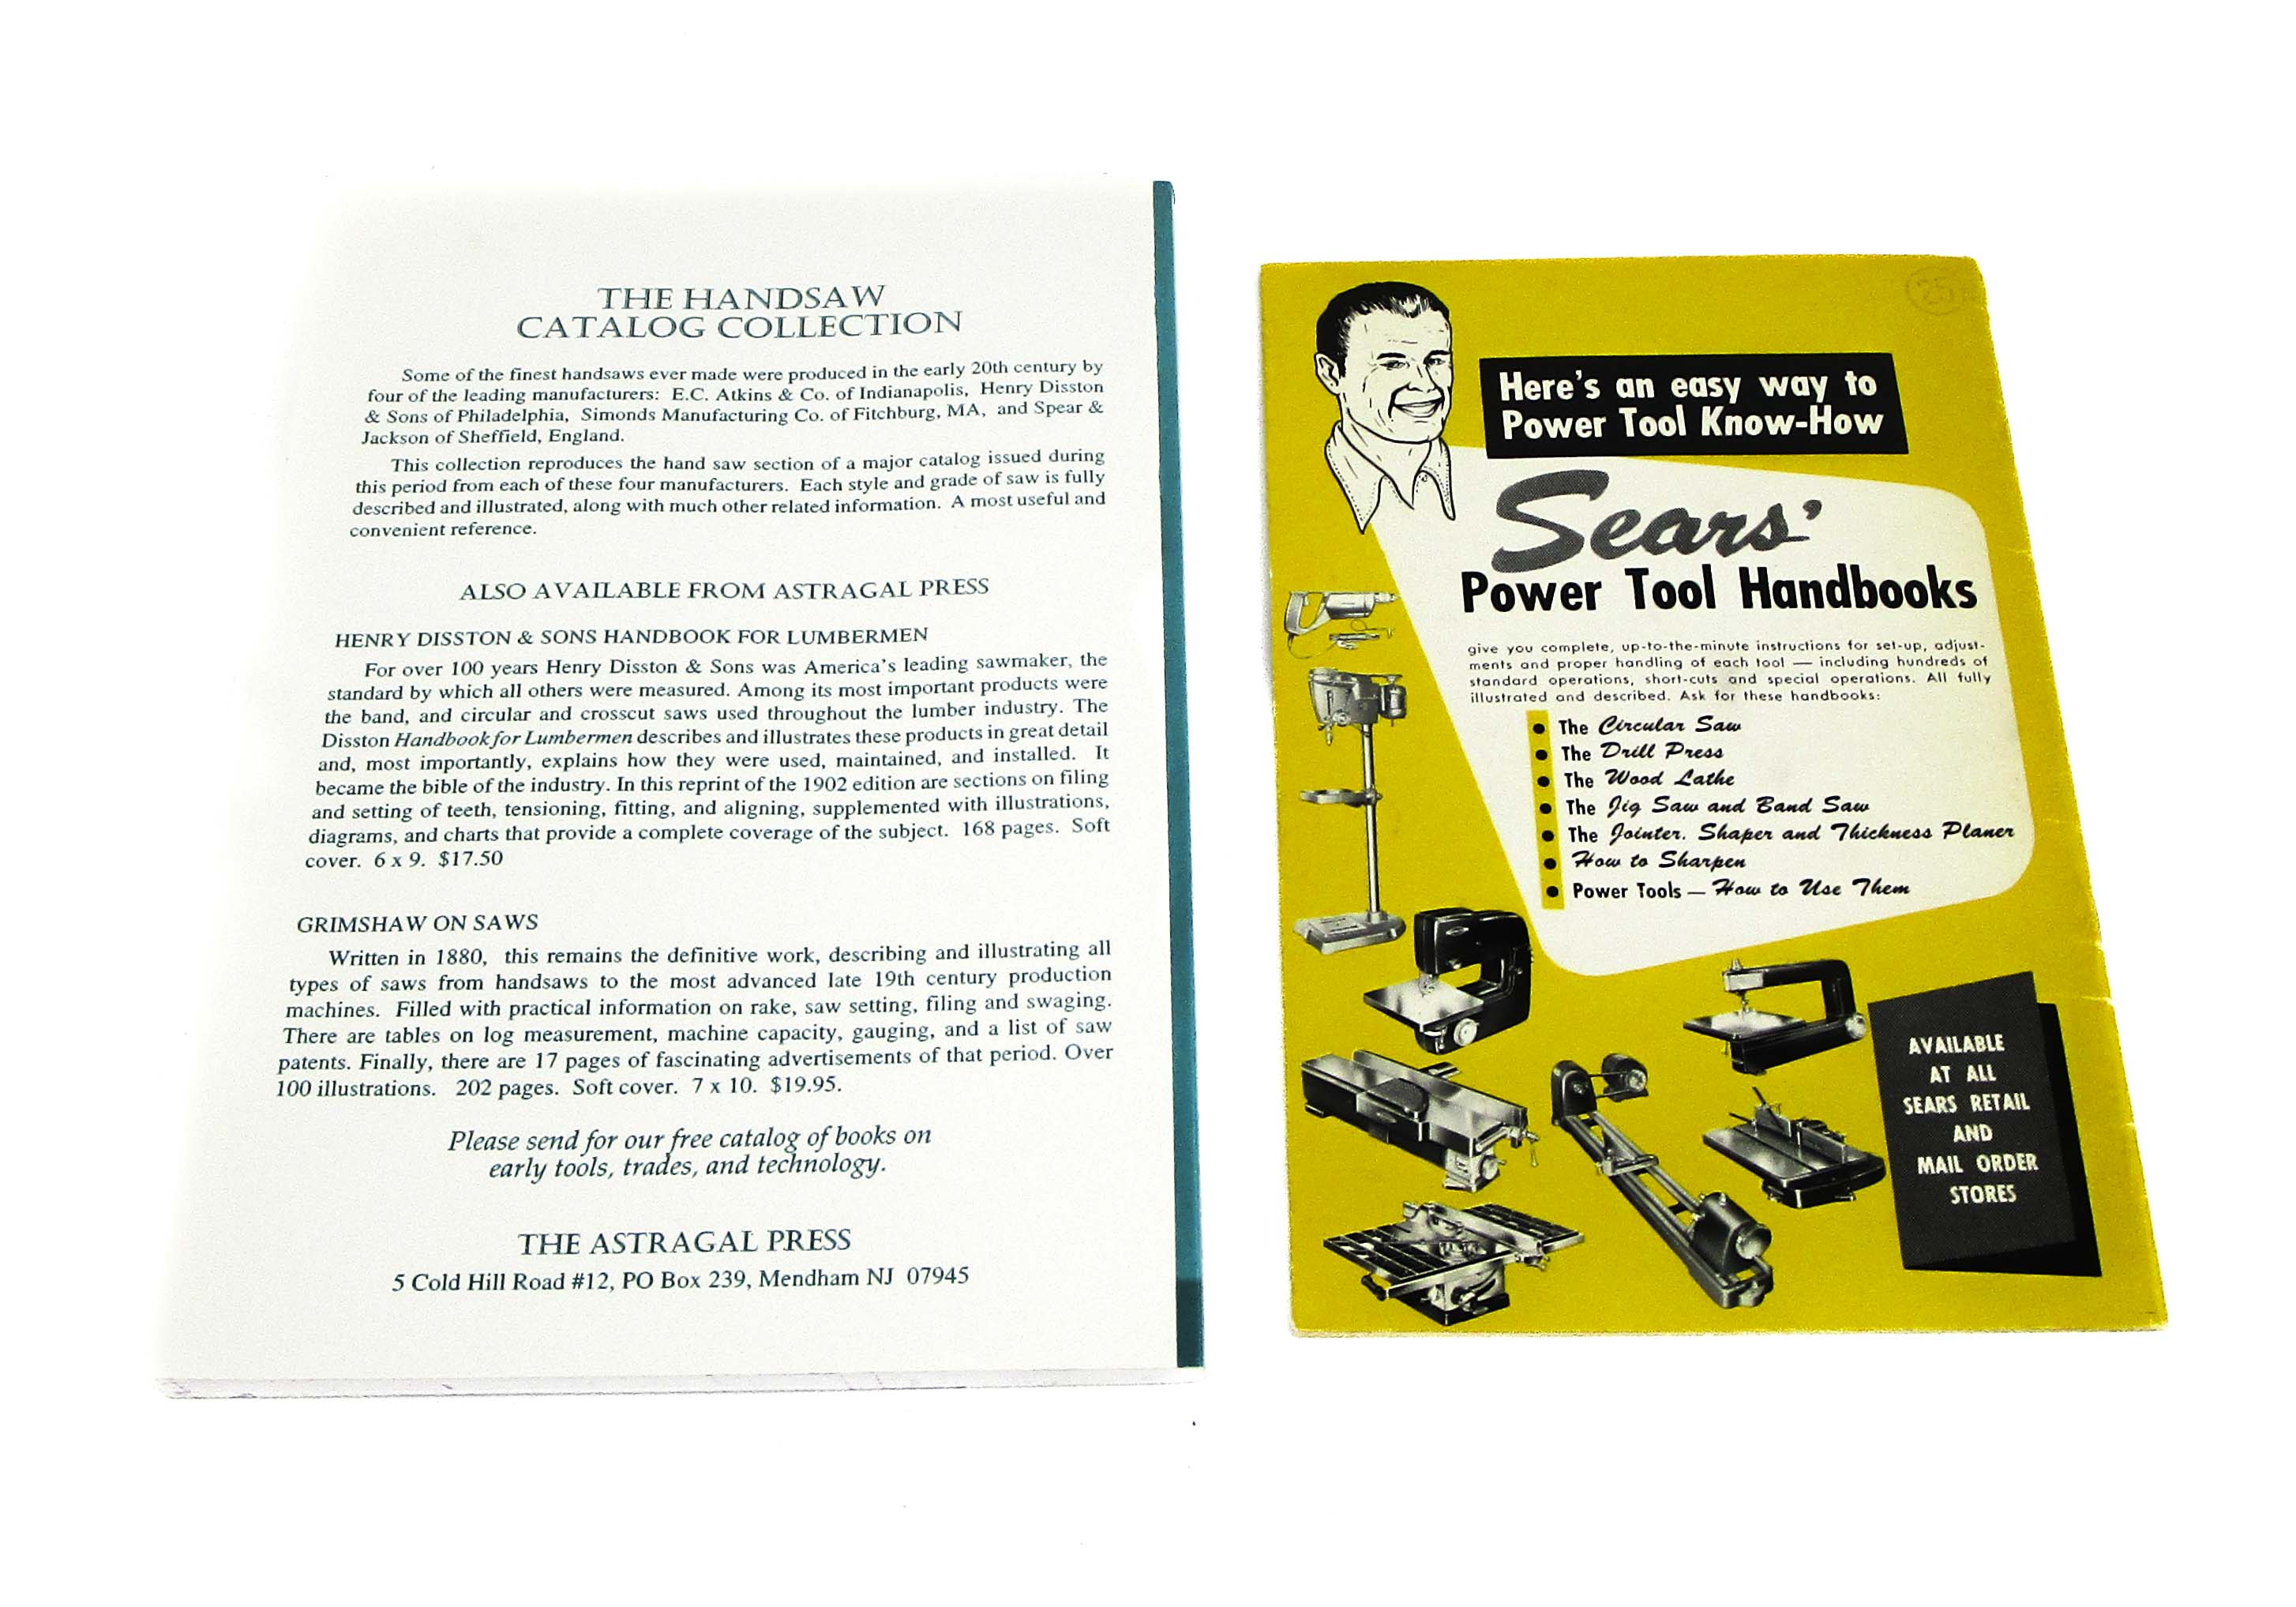 THE HANDSAW
CATALOG COLLECTION
Some of the finest handsaws ever made were produced in the early 20th century by
four of the leading manufacturers: E.C. Atkins & Co. of Indianapolis, Henry Disston
& Sons of Philadelphia, Simonds Manufacturing Co. of Fitchburg, MA, and Spear &
Jackson of Sheffield, England.
This collection reproduces the hand saw section of a major catalog issued during
this period from each of these four manufacturers. Each style and grade of saw is fully
described and illustrated, along with much other related information. A most useful and
convenient reference.
ALSO AVAILABLE FROM ASTRAGAL PRESS
HENRY DISSTON & SONS HANDBOOK FOR LUMBERMEN
For over 100 years Henry Disston & Sons was America's leading sawmaker, the
standard by which all others were measured. Among its most important products were
the band, and circular and crosscut saws used throughout the lumber industry. The
Disston Handbook for Lumbermen describes and illustrates these products in great detail
and, most importantly, explains how they were used, maintained, and installed. It
became the bible of the industry. In this reprint of the 1902 edition are sections on filing
and setting of teeth, tensioning, fitting, and aligning, supplemented with illustrations,
diagrams, and charts that provide a complete coverage of the subject. 168 pages. Soft
cover. 6 x 9. $17.50
GRIMSHAW ON SAWS
Written in 1880, this remains the definitive work, describing and illustrating all
types of saws from handsaws to the most advanced late 19th century production
machines. Filled with practical information on rake, saw setting, filing and swaging.
There are tables on log measurement, machine capacity, gauging, and a list of saw
patents. Finally, there are 17 pages of fascinating advertisements of that period. Over
100 illustrations. 202 pages. Soft cover. 7 x 10. $19.95.
Please send for our free catalog of books on
early tools, trades, and technology.
THE ASTRAGAL PRESS
5 Cold Hill Road #12, PO Box 239, Mendham NJ 07945
25
Here's an easy way to
Power Tool Know-How
Sears'
Power Tool Handbooks
give you complete, up-to-the-minute instructions for set-up, adjust-
ments and proper handling of each tool — including hundreds of
standard operations, short-cuts and special operations. All fully
illustrated and described. Ask for these handbooks:
● The Circular Saw
● The Drill Press
● The Wood Lathe
● The Jig Saw and Band Saw
● The Jointer, Shaper and Thickness Planer
● How to Sharpen
● Power Tools — How to Use Them
AVAILABLE
AT ALL
SEARS RETAIL
AND
MAIL ORDER
STORES